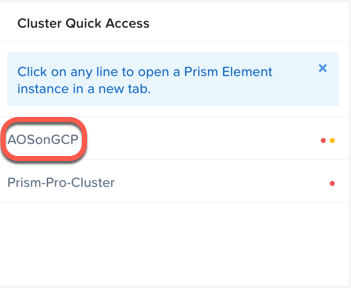 Cluster Quick Access
Click on any line to open a Prism Element
instance in a new tab.
AOSonGCP
Prism-Pro-Cluster